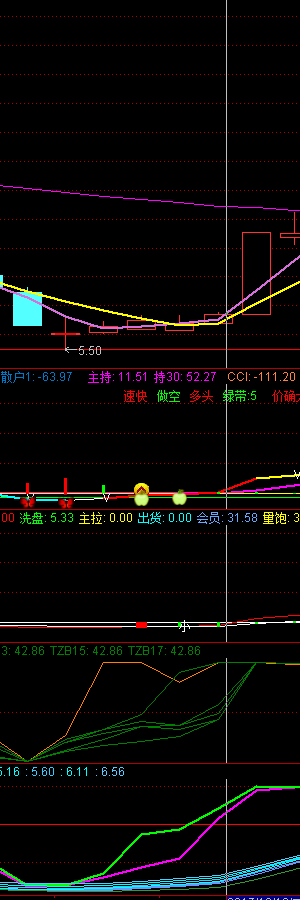 5.50
散户1: -63.97 主持: 11.51 持30: 52.27 CCI: -111.20
速快 做空 多头 绿带:5 价确
00 洗盘: 5.33 主拉: 0.00 出货: 0.00 会员: 31.58 量饱: 3
小
3: 42.86 TZB15: 42.86 TZB17: 42.86
5.16 : 5.60 : 6.11 : 6.56